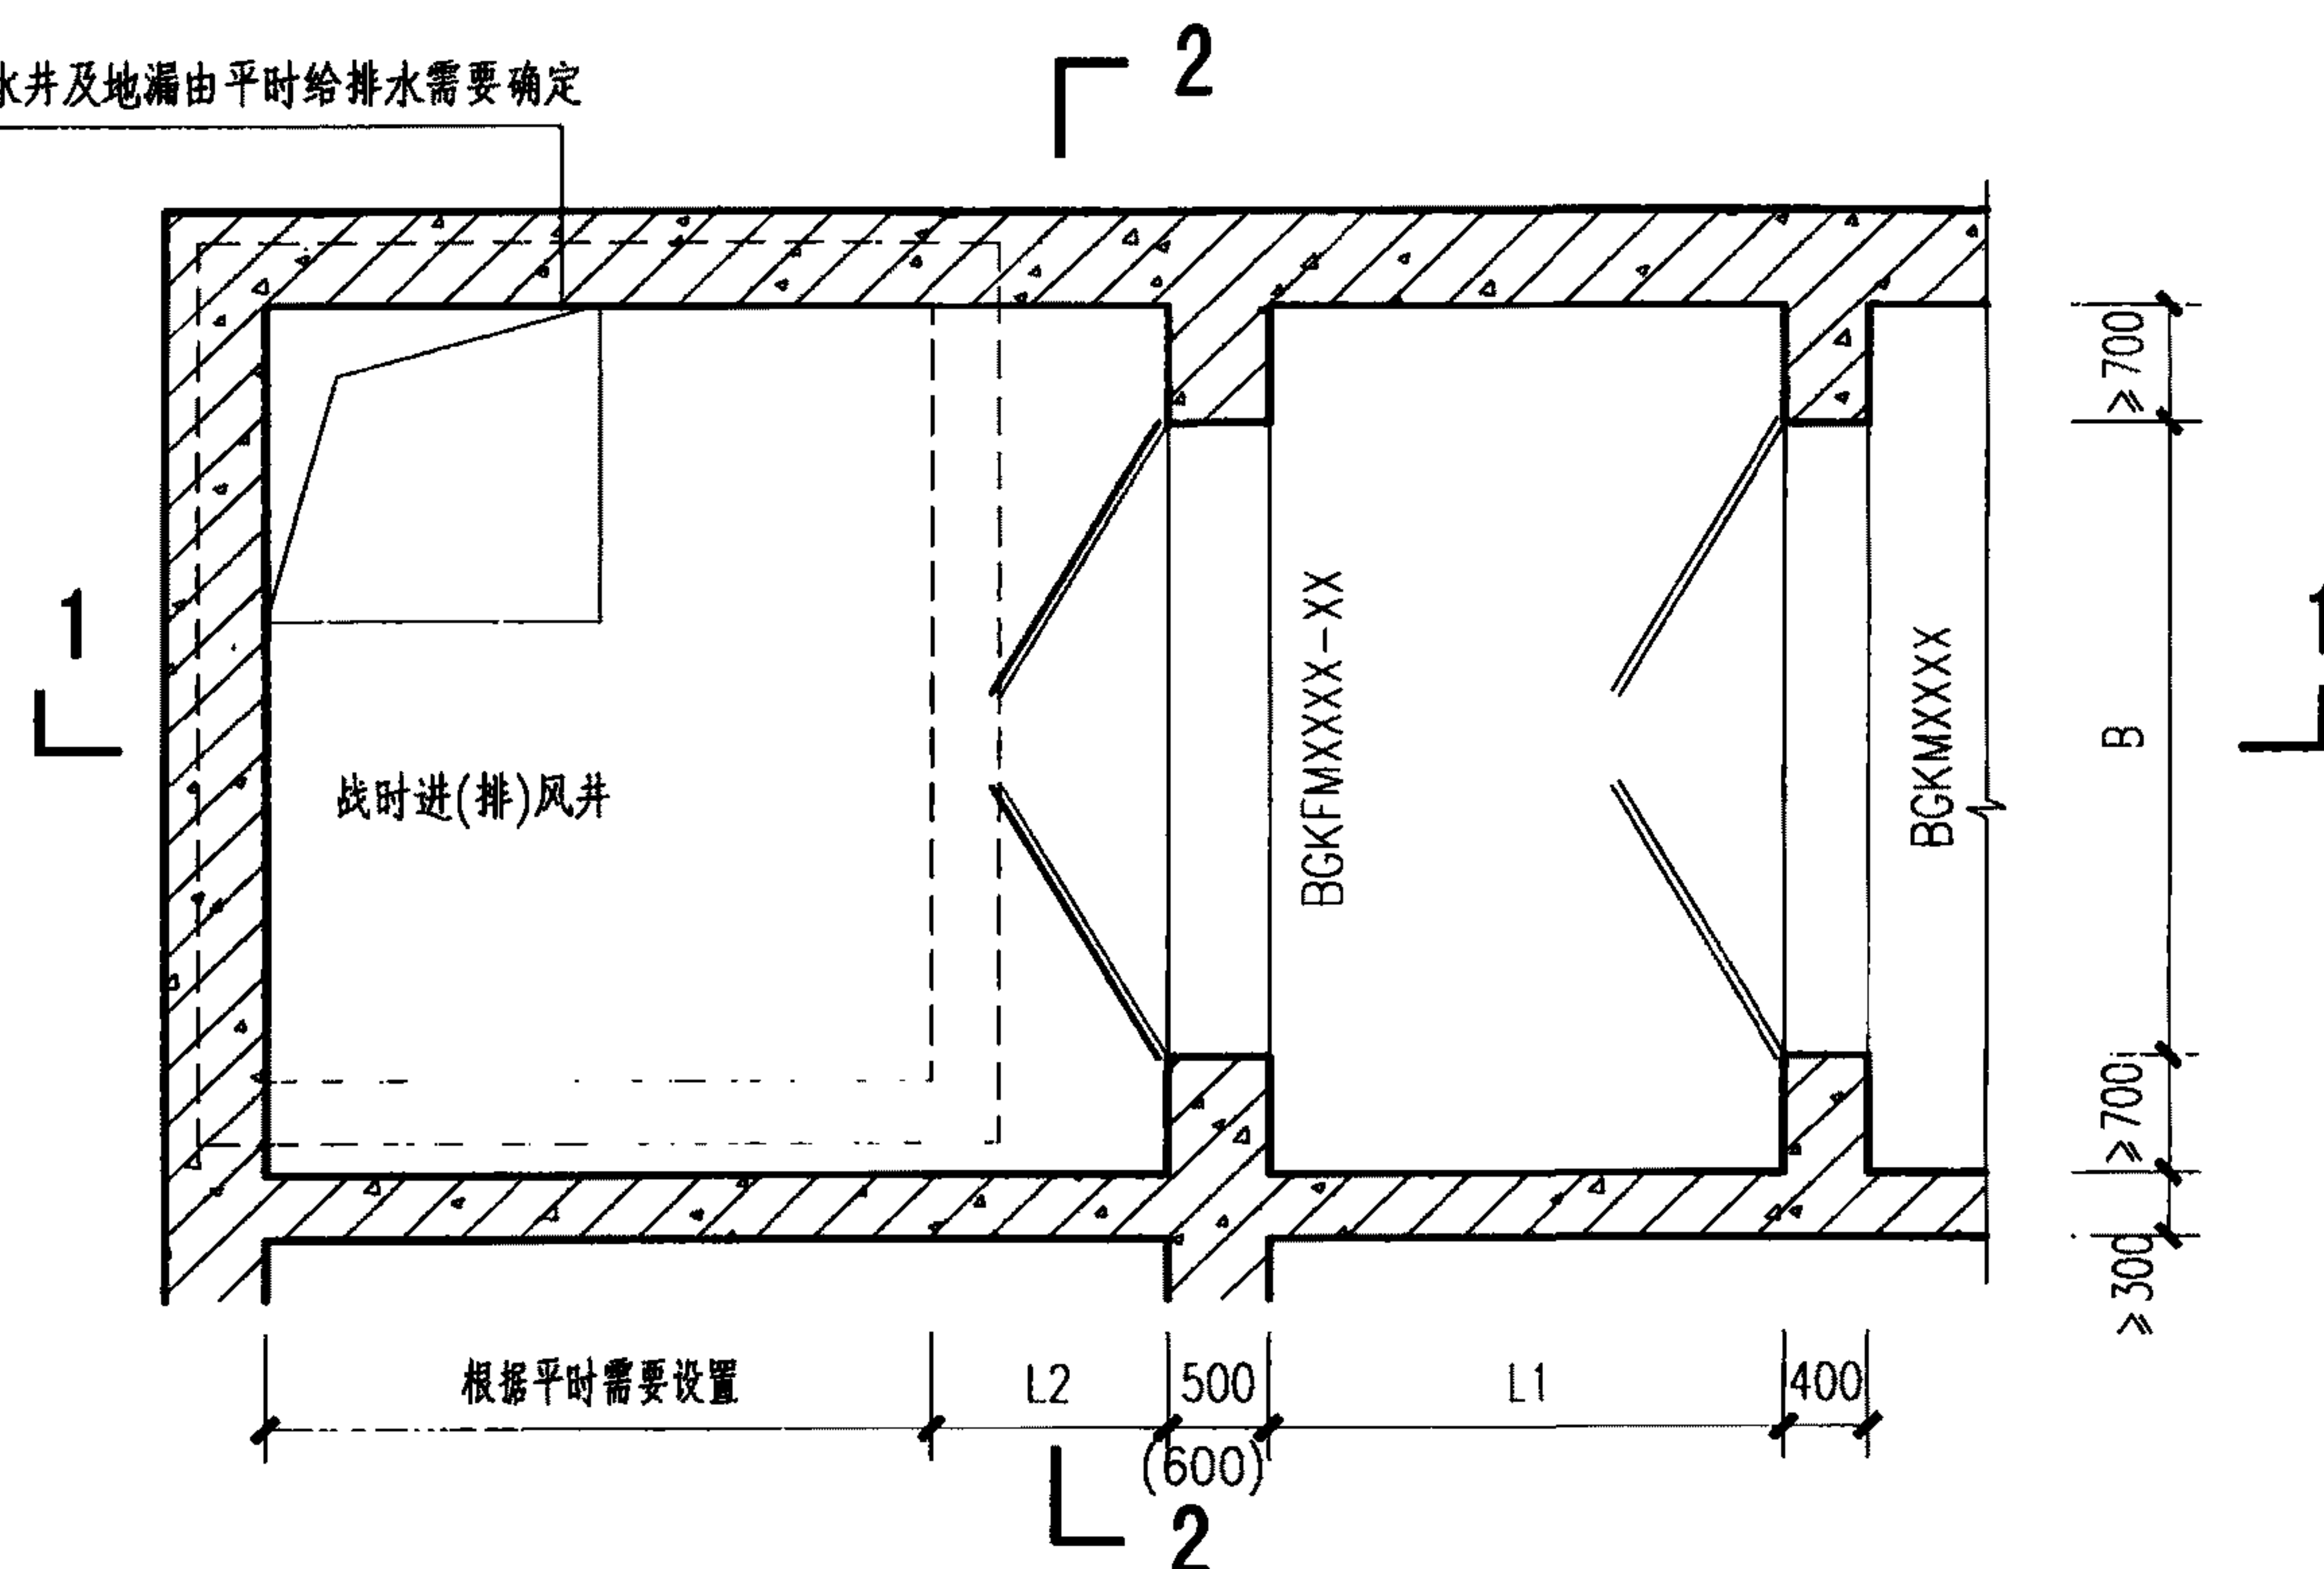 水井及地漏由平时给排水需要确定
2
1
1
战时进(排)风井
BGKFMXXXX-XX
BGKMXXXX
≥700
B
≥700
≥300
根据平时需要设置
L2
500
(600)
L1
400
2